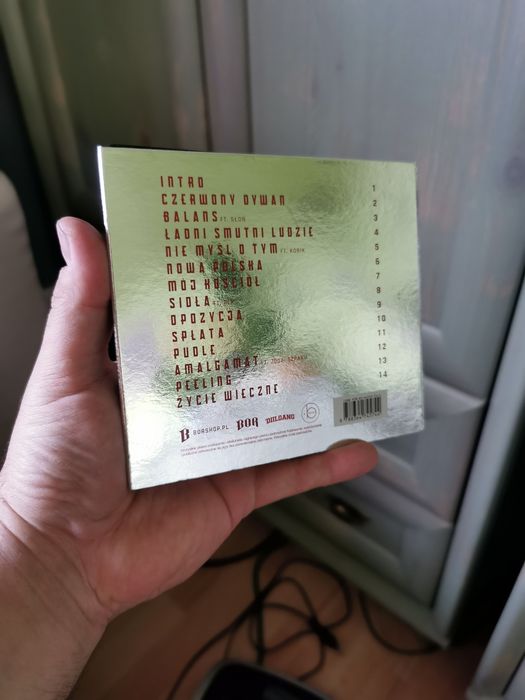 INTRO 1
CZERWONY DYWAN 2
BALANS FT. SŁOŃ 3
ŁADNI SMUTNI LUDZIE 4
NIE MYŚL O TYM FT. KOBIK 5
NOWA POLSKA 6
MÓJ KOŚCIÓŁ 7
SIDŁA 8
OPOZYCJA 9
SPŁATA 10
PUDLE 11
AMALGAMAT 12
PEELING 13
ŻYCIE WIECZNE 14
B BORSHOP.PL BOR DIILGANG